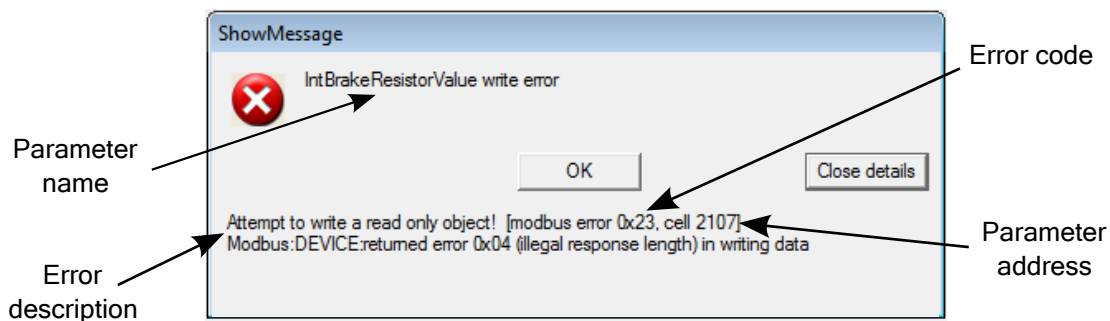 ShowMessage
IntBrakeResistorValue write error
Error code
Parameter
name
OK
Close details
Attempt to write a read only object!  [modbus error 0x23, cell 2107]
Modbus:DEVICE:returned error 0x04 (illegal response length) in writing data
Parameter
address
Error
description